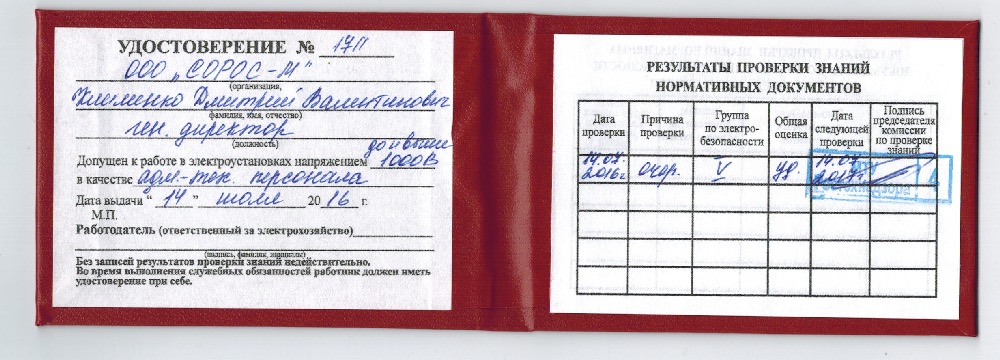 УДОСТОВЕРЕНИЕ № 17П
ООО „СОРОС-М"
(организация,
Клименко Дмитрий Валентинович
фамилия, имя, отчество)
ген. директор
(должность)
до и выше
Допущен к работе в электроустановках напряжением 1000В
в качестве адм.-тех. персонала
Дата выдачи “ 14 ” июля 20 16 г.
М.П.
Работодатель (ответственный за электрохозяйство)
(подпись, фамилия, инициалы)
Без записей результатов проверки знаний недействительно.
Во время выполнения служебных обязанностей работник должен иметь
удостоверение при себе.
РЕЗУЛЬТАТЫ ПРОВЕРКИ ЗНАНИЙ
НОРМАТИВНЫХ ДОКУМЕНТОВ
Дата проверки Причина проверки Группа по электро-безопасности Общая оценка Дата следующей проверки Подпись председателя комиссии по проверке знаний
14.07. 2016г очер. V уд. 14.07. 2017г.